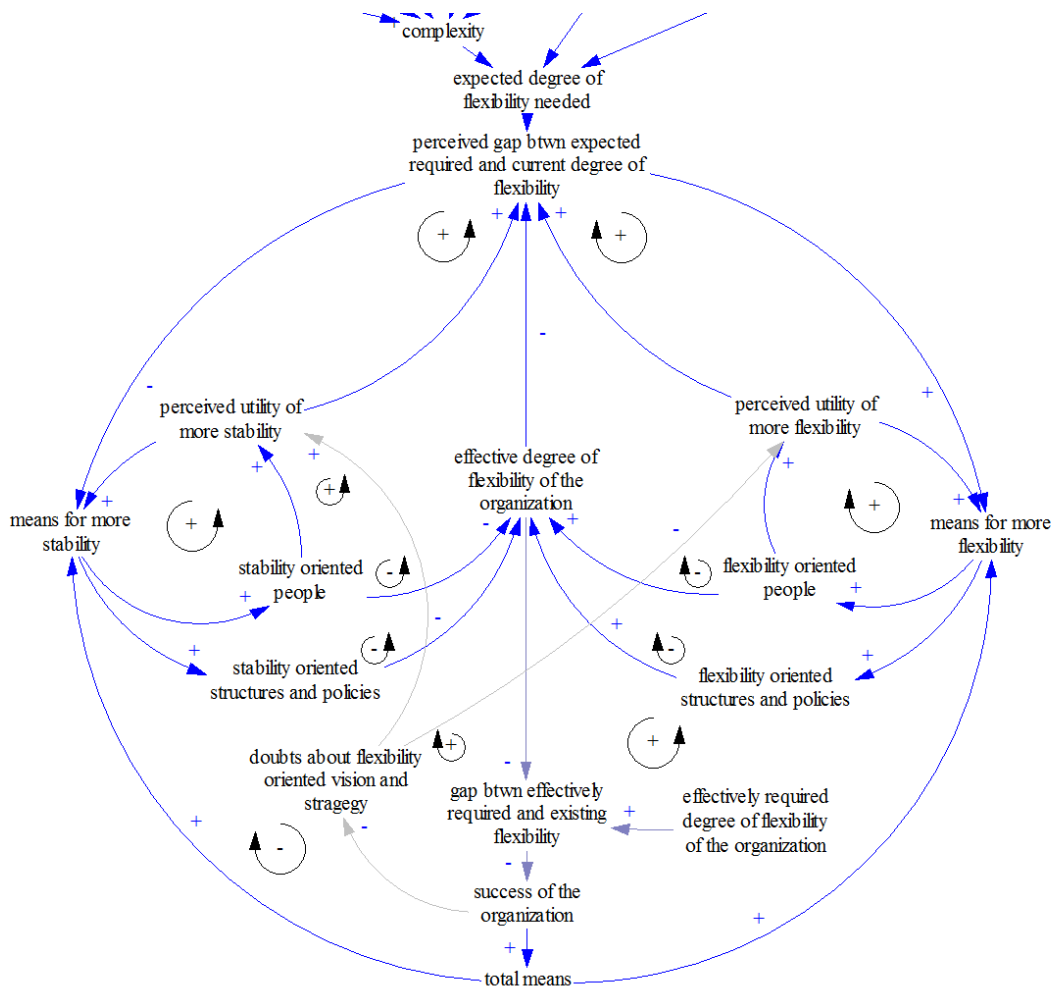 complexity
expected degree of
flexibility needed
perceived gap btwn expected
required and current degree of
flexibility
perceived utility of
more stability
perceived utility of
more flexibility
effective degree of
flexibility of the
organization
means for more
stability
means for more
flexibility
stability oriented
people
flexibility oriented
people
stability oriented
structures and policies
flexibility oriented
structures and policies
doubts about flexibility
oriented vision and
stragegy
gap btwn effectively
required and existing
flexibility
effectively required
degree of flexibility
of the organization
success of the
organization
total means